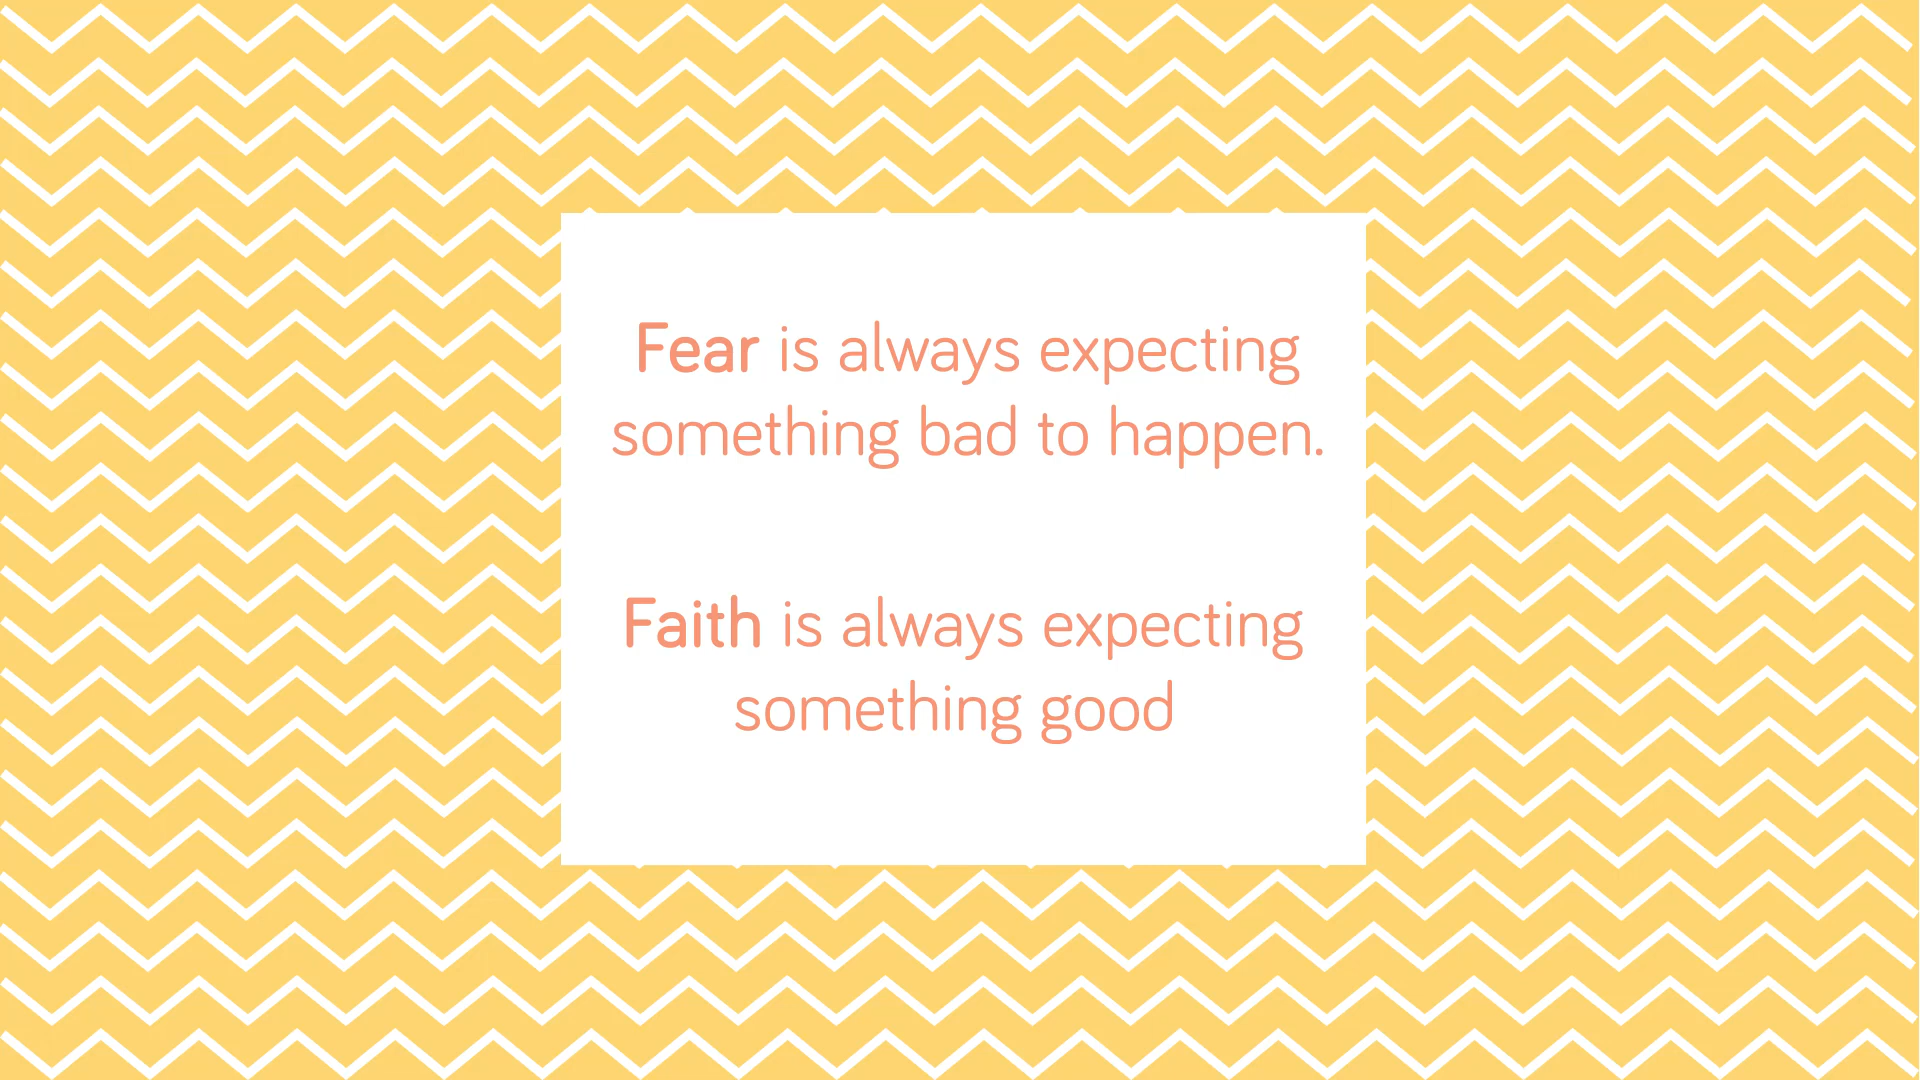 Fear is always expecting
something bad to happen.
Faith is always expecting
something good